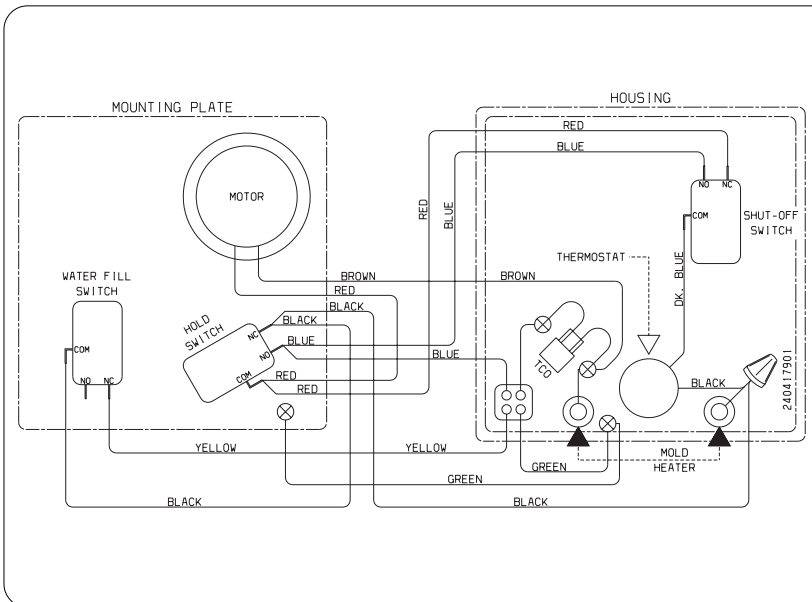 MOUNTING PLATE
HOUSING
RED
BLUE
MOTOR
RED
BLUE
NO
NC
COM
SHUT-OFF
SWITCH
DK. BLUE
THERMOSTAT
BROWN
BROWN
RED
BLACK
BLACK
WATER FILL
SWITCH
COM
NO
NC
HOLD
SWITCH
NC
NO
COM
BLUE
BLUE
RED
RED
TCO
BLACK
240417901
YELLOW
YELLOW
GREEN
GREEN
MOLD
HEATER
BLACK
BLACK